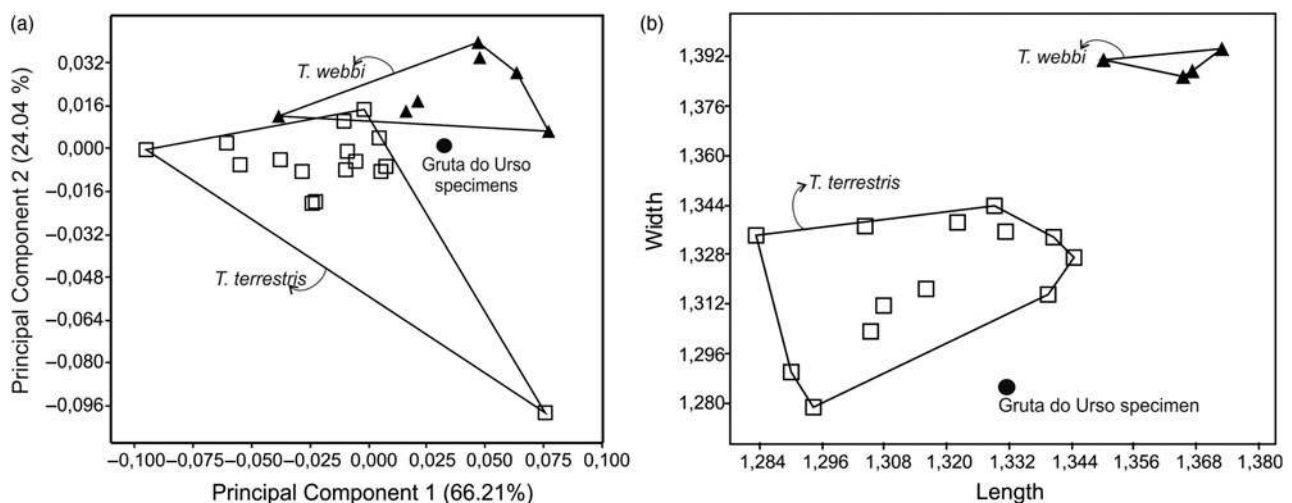 (a)
Principal Component 2 (24.04 %)
0,032
0,016
0,000
−0,016
−0,032
−0,048
−0,064
−0,080
−0,096
T. webbi
Gruta do Urso
specimens
T. terrestris
−0,100
−0,075
−0,050
−0,025
0,000
0,025
0,050
0,075
0,100
Principal Component 1 (66.21%)
(b)
Width
1,392
1,376
1,360
1,344
1,328
1,312
1,296
1,280
T. webbi
T. terrestris
Gruta do Urso specimen
1,284
1,296
1,308
1,320
1,332
1,344
1,356
1,368
1,380
Length